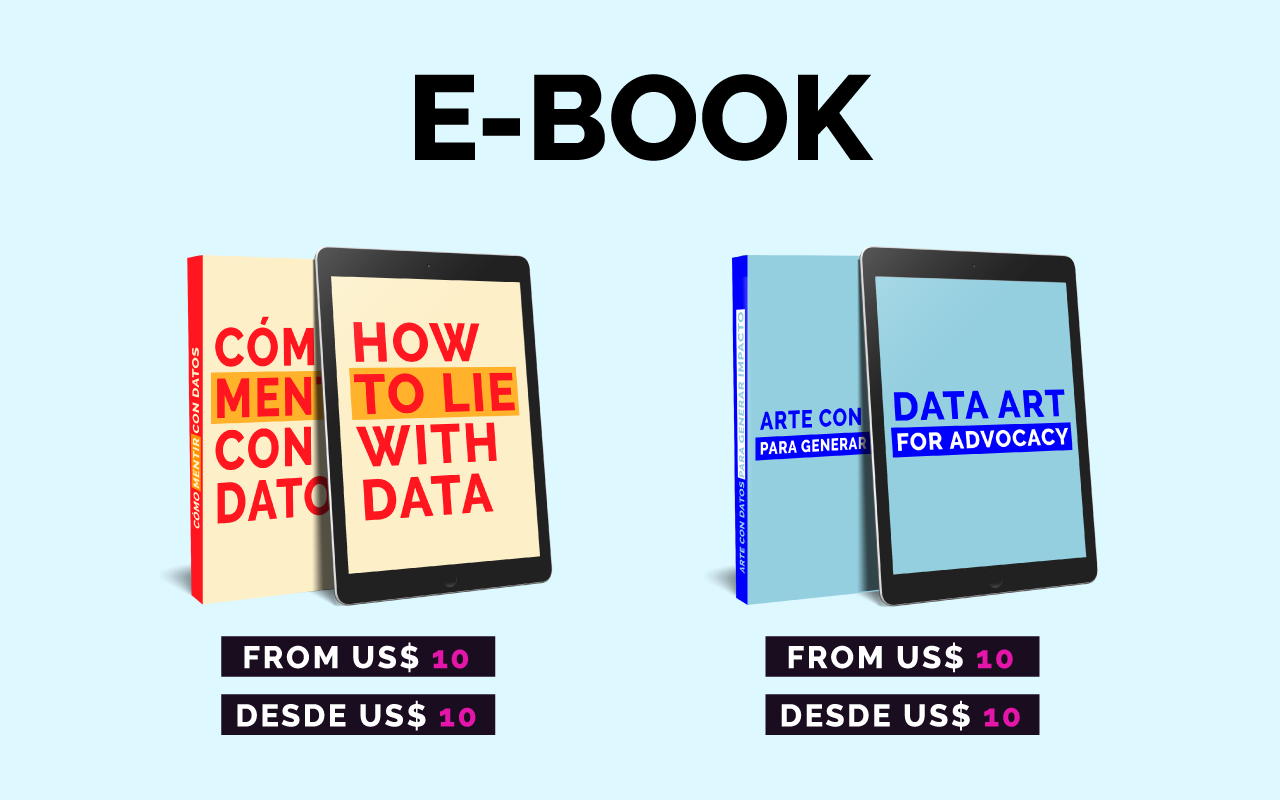 E-BOOK
CÓMO MENTIR CON DATOS
CÓM
MENT
CON
DATO
HOW
TO LIE
WITH
DATA
ARTE CON DATOS PARA GENERAR IMPACTO
ARTE CON
PARA GENERAR
DATA ART
FOR ADVOCACY
FROM US$ 10
DESDE US$ 10
FROM US$ 10
DESDE US$ 10